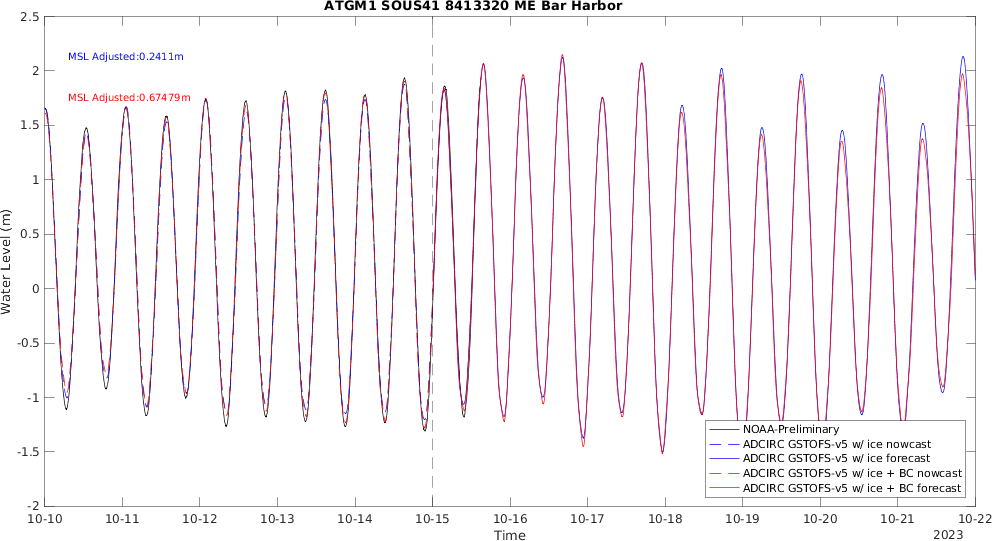 ATGM1 SOUS41 8413320 ME Bar Harbor
2.5
2
1.5
1
0.5
0
-0.5
-1
-1.5
-2
Water Level (m)
MSL Adjusted:0.2411m
MSL Adjusted:0.67479m
NOAA-Preliminary
ADCIRC GSTOFS-v5 w/ ice nowcast
ADCIRC GSTOFS-v5 w/ ice forecast
ADCIRC GSTOFS-v5 w/ ice + BC nowcast
ADCIRC GSTOFS-v5 w/ ice + BC forecast
10-10 10-11 10-12 10-13 10-14 10-15 10-16 10-17 10-18 10-19 10-20 10-21 10-22
Time
2023